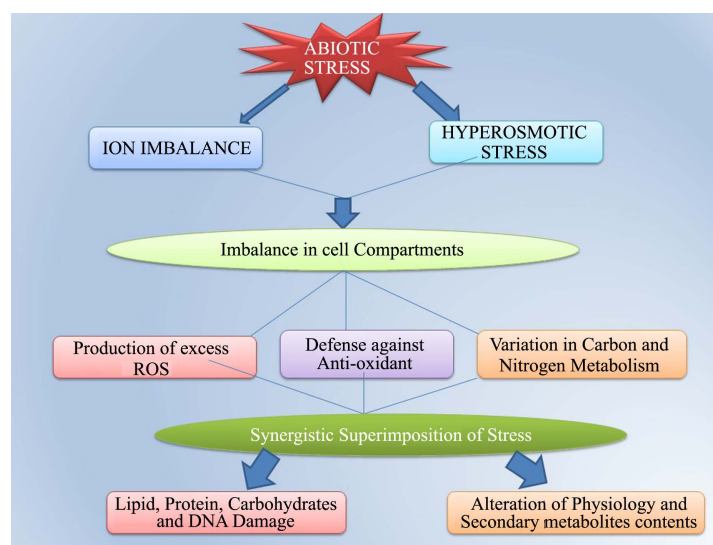 ABIOTIC
STRESS
ION IMBALANCE
HYPEROSMOTIC
STRESS
Imbalance in cell Compartments
Production of excess
ROS
Defense against
Anti-oxidant
Variation in Carbon and
Nitrogen Metabolism
Synergistic Superimposition of Stress
Lipid, Protein, Carbohydrates
and DNA Damage
Alteration of Physiology and
Secondary metabolites contents